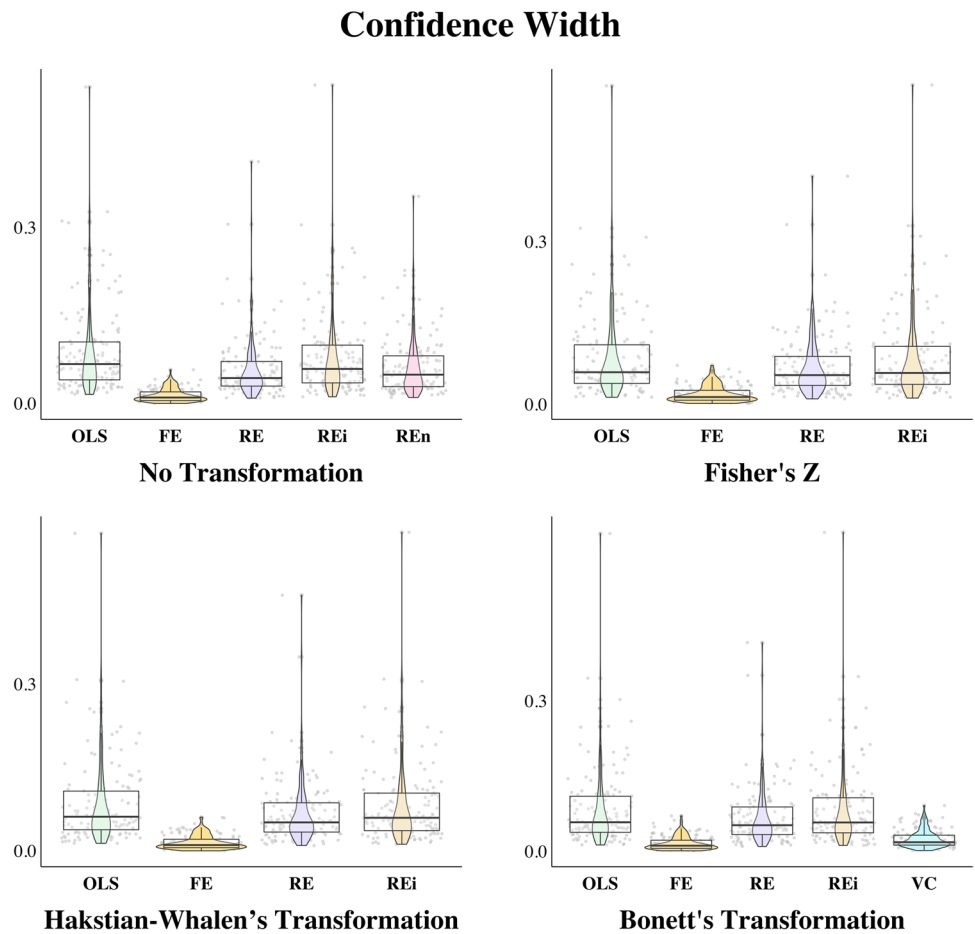 Confidence Width
0.3
0.0
OLS FE RE REi REn
No Transformation
0.3
0.0
OLS FE RE REi
Fisher's Z
0.3
0.0
OLS FE RE REi
Hakstian-Whalen’s Transformation
0.3
0.0
OLS FE RE REi VC
Bonett's Transformation